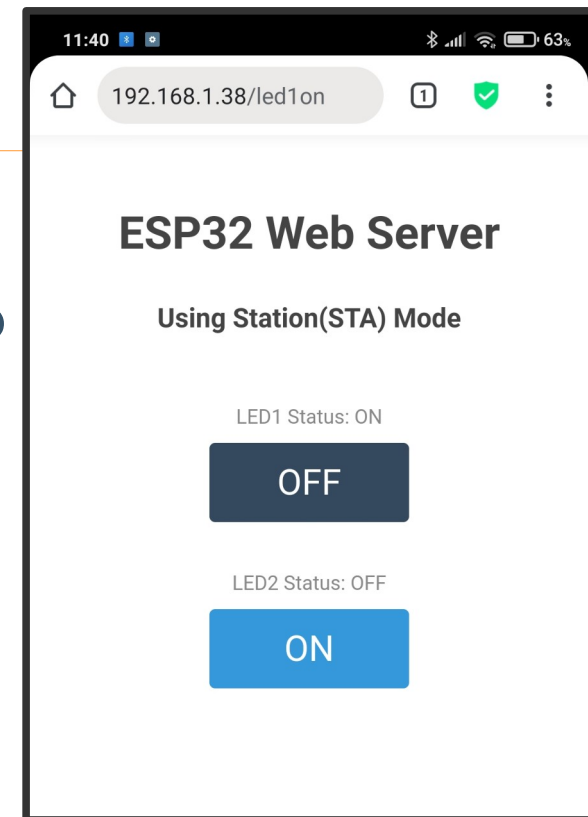 11:40 63%
192.168.1.38/led1on 1
ESP32 Web Server
Using Station(STA) Mode
LED1 Status: ON
OFF
LED2 Status: OFF
ON